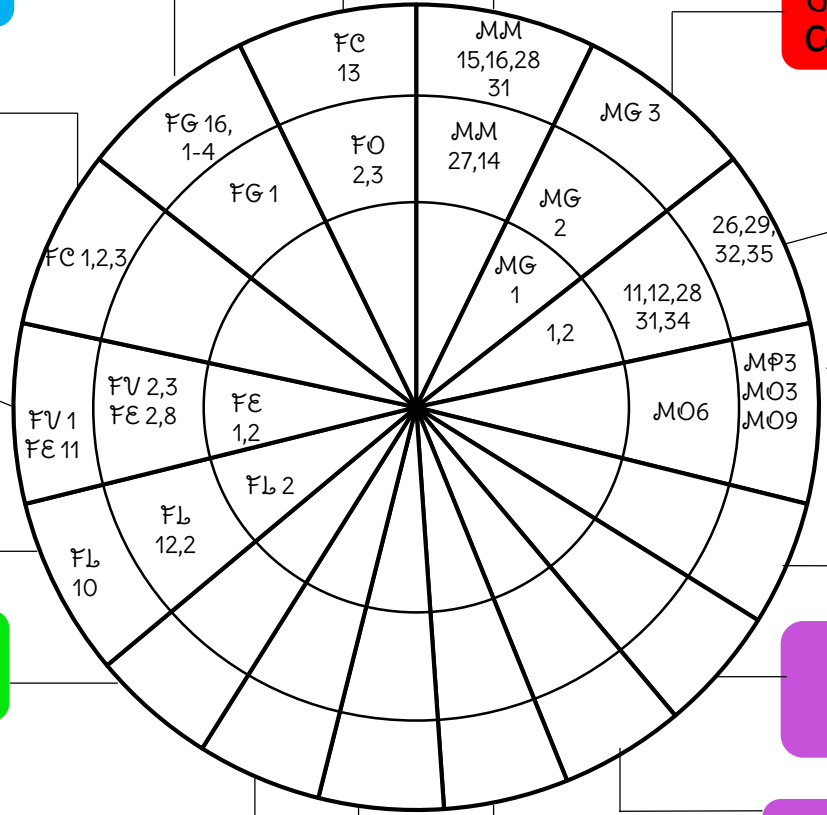 FC
13
MM
15,16,28
31
MG 3
FG 16,
1-4
FO
2,3
MM
27,14
FG 1
MG
2
26,29,
32,35
FC 1,2,3
MG
1
11,12,28
31,34
1,2
FV 2,3
FE 2,8
FE
1,2
MO6
MP3
MO3
MO9
FV 1
FE 11
FL 2
FL
12,2
FL
10